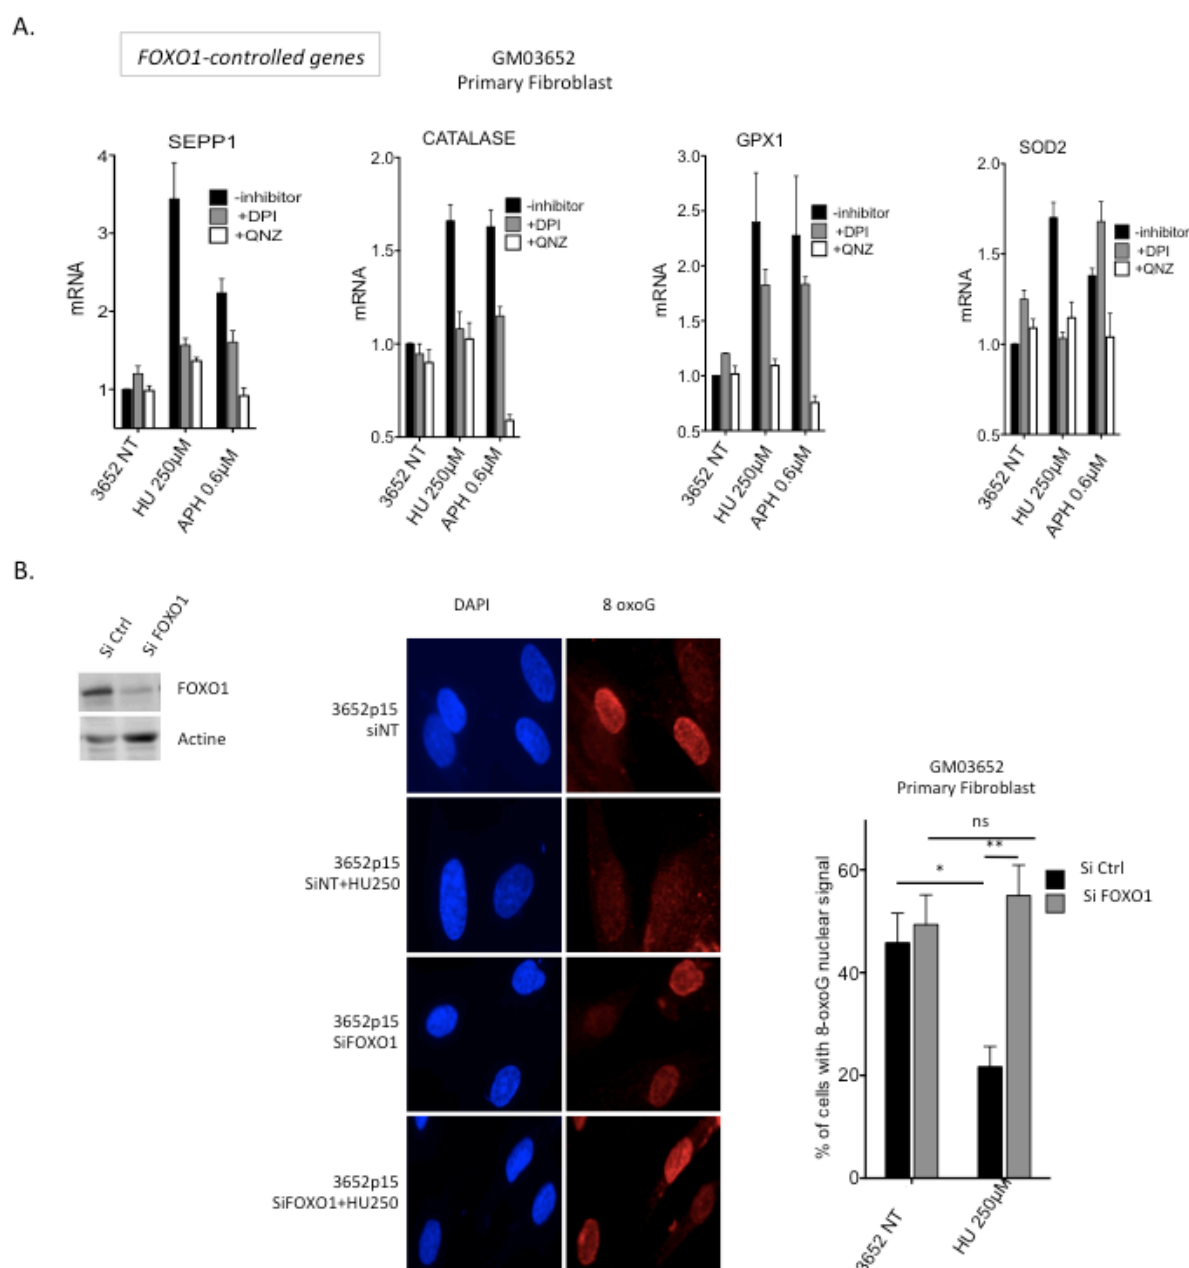 A.
FOXO1-controlled genes
GM03652
Primary Fibroblast
SEPP1
4
3
2
1
mRNA
-inhibitor
+DPI
+QNZ
3652 NT
HU 250µM
APH 0.6µM
CATALASE
2.0
1.5
1.0
0.5
mRNA
-inhibitor
+DPI
+QNZ
3652 NT
HU 250µM
APH 0.6µM
GPX1
3.0
2.5
2.0
1.5
1.0
0.5
mRNA
-inhibitor
+DPI
+QNZ
3652 NT
HU 250µM
APH 0.6µM
SOD2
2.0
1.5
1.0
0.5
mRNA
-inhibitor
+DPI
+QNZ
3652 NT
HU 250µM
APH 0.6µM
B.
Si Ctrl
Si FOXO1
FOXO1
Actine
DAPI
8 oxoG
3652p15
siNT
3652p15
SiNT+HU250
3652p15
SiFOXO1
3652p15
SiFOXO1+HU250
GM03652
Primary Fibroblast
ns
**
*
Si Ctrl
Si FOXO1
60
40
20
0
% of cells with 8-oxoG nuclear signal
3652 NT
HU 250µM